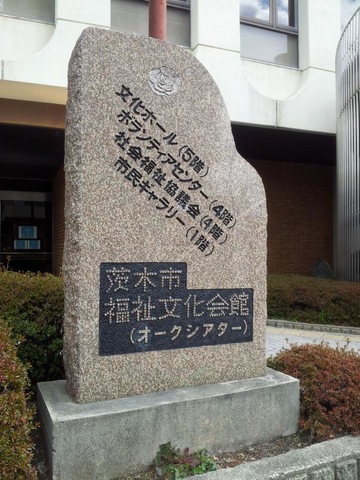 文化ホール(5階)
ボランティアセンター(4階)
社会福祉協議会(4階)
市民ギャラリー(1階)
茨木市
福祉文化会館
(オークシアター)